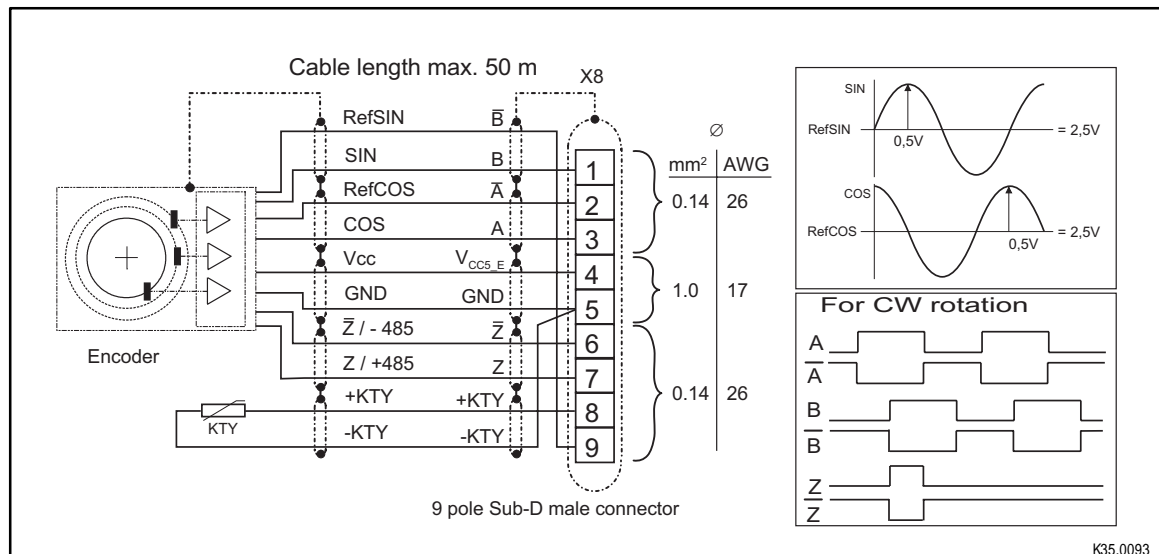 Cable length max. 50 m
X8
RefSIN B̅
SIN B
RefCOS A̅
COS A
Vcc V_CC5_E
GND GND
Z̅ / - 485 Z̅
Z / +485 Z
+KTY +KTY
-KTY -KTY
Encoder
KTY
1
2
3
4
5
6
7
8
9
∅
mm² AWG
0.14 26
1.0 17
0.14 26
9 pole Sub-D male connector
SIN
RefSIN
0,5V
= 2,5V
COS
RefCOS
0,5V
= 2,5V
For CW rotation
A
A̅
B
B̅
Z
Z̅
K35.0093